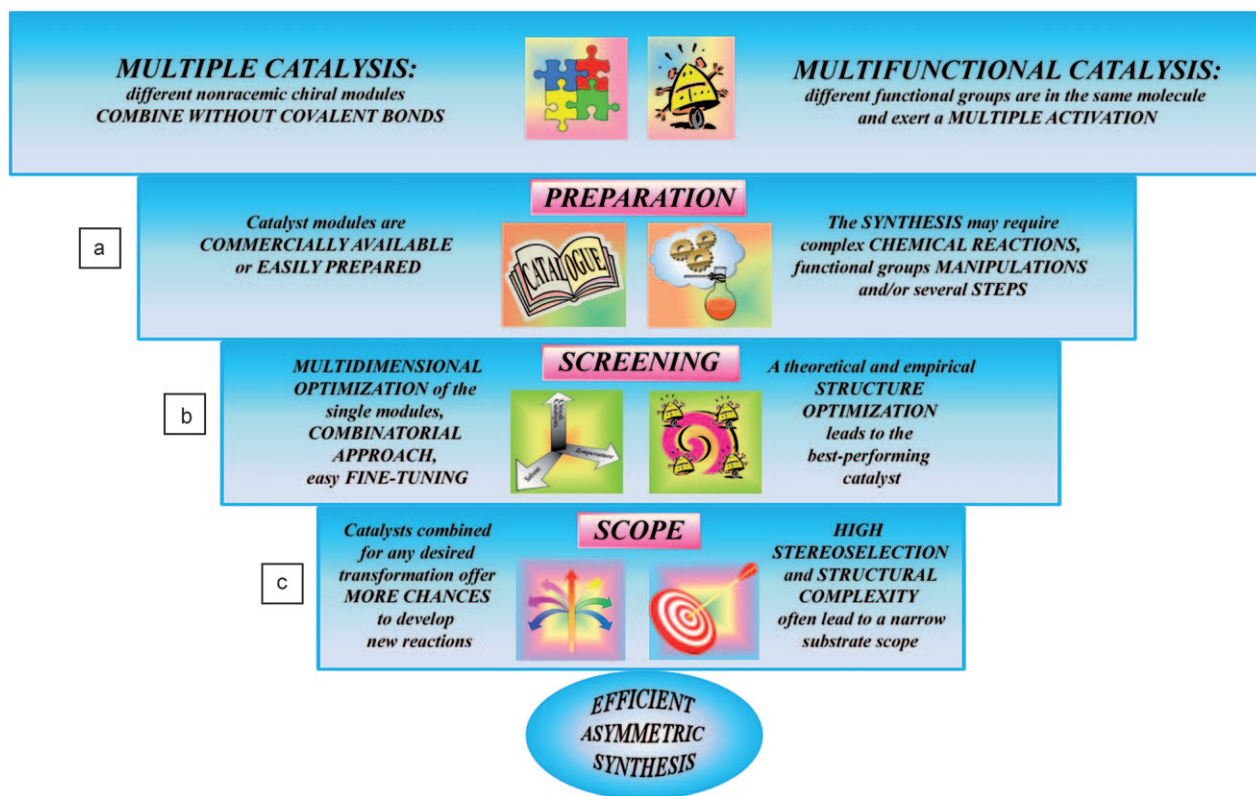 MULTIPLE CATALYSIS:
different nonracemic chiral modules
COMBINE WITHOUT COVALENT BONDS
MULTIFUNCTIONAL CATALYSIS:
different functional groups are in the same molecule
and exert a MULTIPLE ACTIVATION
a
PREPARATION
Catalyst modules are
COMMERCIALLY AVAILABLE
or EASILY PREPARED
CATALOGUE
The SYNTHESIS may require
complex CHEMICAL REACTIONS,
functional groups MANIPULATIONS
and/or several STEPS
b
SCREENING
MULTIDIMENSIONAL
OPTIMIZATION of the
single modules,
COMBINATORIAL
APPROACH,
easy FINE-TUNING
Temperature
Solvent
A theoretical and empirical
STRUCTURE
OPTIMIZATION
leads to the
best-performing
catalyst
c
SCOPE
Catalysts combined
for any desired
transformation offer
MORE CHANCES
to develop
new reactions
HIGH
STEREOSELECTION
and STRUCTURAL
COMPLEXITY
often lead to a narrow
substrate scope
EFFICIENT
ASYMMETRIC
SYNTHESIS